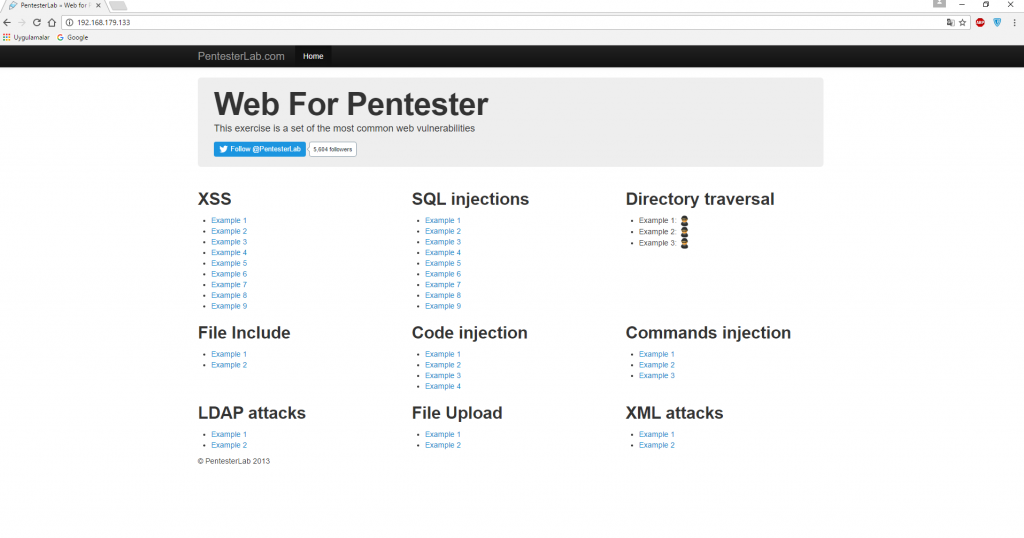 PentesterLab » Web for P
192.168.179.133
Uygulamalar
Google
ABP
PentesterLab.com
Home
Web For Pentester
This exercise is a set of the most common web vulnerabilities
Follow @PentesterLab
5,604 followers
XSS
Example 1
Example 2
Example 3
Example 4
Example 5
Example 6
Example 7
Example 8
Example 9
SQL injections
Example 1
Example 2
Example 3
Example 4
Example 5
Example 6
Example 7
Example 8
Example 9
Directory traversal
Example 1:
Example 2:
Example 3:
File Include
Example 1
Example 2
Code injection
Example 1
Example 2
Example 3
Example 4
Commands injection
Example 1
Example 2
Example 3
LDAP attacks
Example 1
Example 2
File Upload
Example 1
Example 2
XML attacks
Example 1
Example 2
© PentesterLab 2013